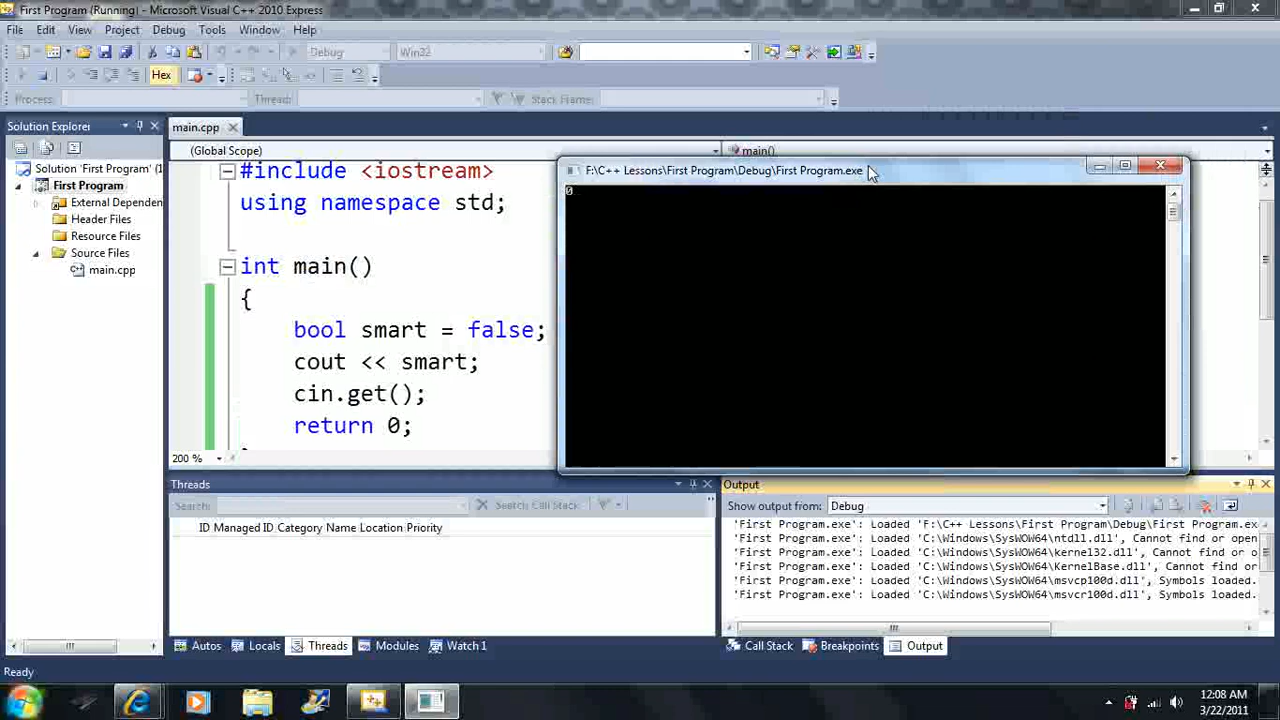 First Program (Running) - Microsoft Visual C++ 2010 Express
File Edit View Project Debug Tools Window Help
Debug Win32
Hex
Process: Thread: Stack Frame:
Solution Explorer
main.cpp
(Global Scope)
main()
Solution 'First Program' (1
First Program
External Dependen
Header Files
Resource Files
Source Files
main.cpp
#include <iostream>
using namespace std;
int main()
{
bool smart = false;
cout << smart;
cin.get();
return 0;
200 %
F:\C++ Lessons\First Program\Debug\First Program.exe
0
Threads
Search: Search Call Stack
ID Managed ID Category Name Location Priority
Autos Locals Threads Modules Watch 1
Output
Show output from: Debug
'First Program.exe': Loaded 'F:\C++ Lessons\First Program\Debug\First Program.exe
'First Program.exe': Loaded 'C:\Windows\SysWOW64\ntdll.dll', Cannot find or open
'First Program.exe': Loaded 'C:\Windows\SysWOW64\kernel32.dll', Cannot find or o
'First Program.exe': Loaded 'C:\Windows\SysWOW64\KernelBase.dll', Cannot find or
'First Program.exe': Loaded 'C:\Windows\SysWOW64\msvcp100d.dll', Symbols loaded.
'First Program.exe': Loaded 'C:\Windows\SysWOW64\msvcr100d.dll', Symbols loaded.
Call Stack Breakpoints Output
Ready
12:08 AM
3/22/2011